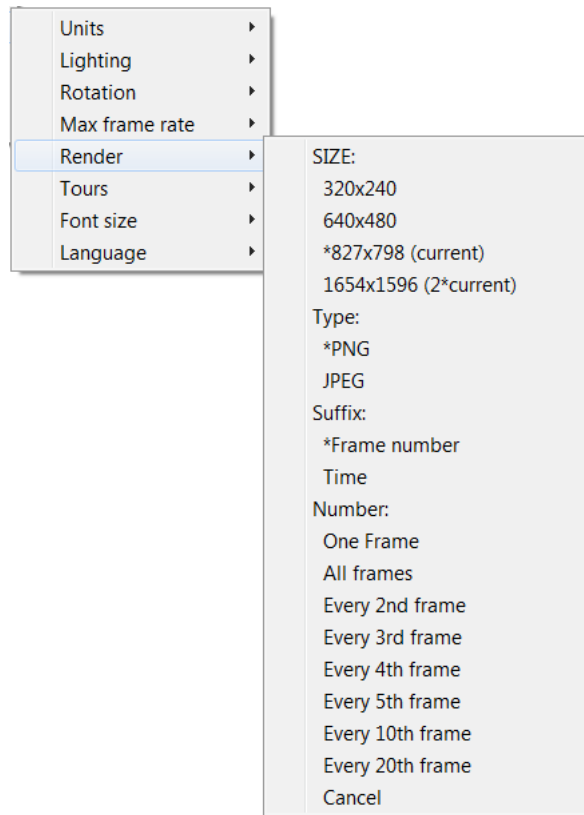 Units
Lighting
Rotation
Max frame rate
Render
Tours
Font size
Language
SIZE:
320x240
640x480
*827x798 (current)
1654x1596 (2*current)
Type:
*PNG
JPEG
Suffix:
*Frame number
Time
Number:
One Frame
All frames
Every 2nd frame
Every 3rd frame
Every 4th frame
Every 5th frame
Every 10th frame
Every 20th frame
Cancel